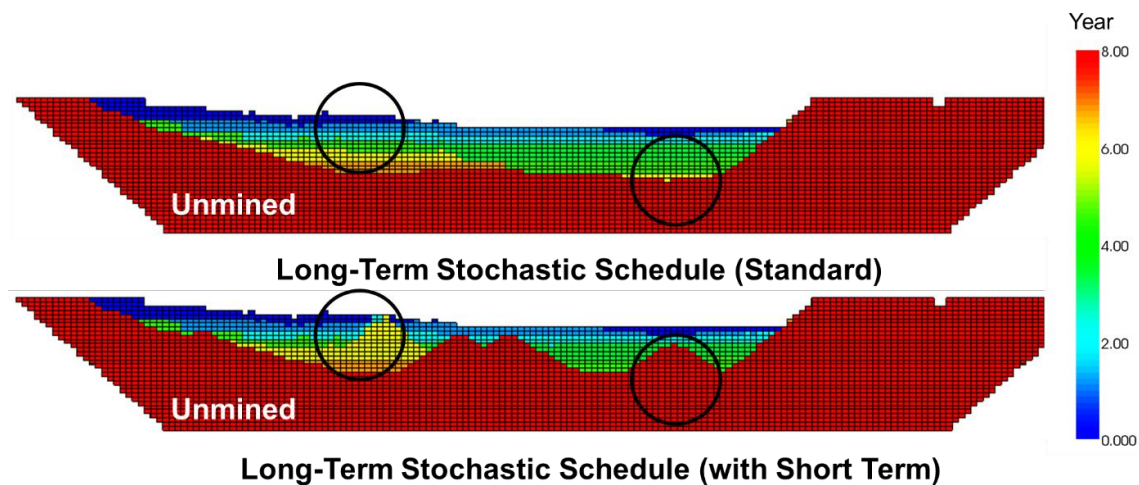 Year
8.00
Unmined
Long-Term Stochastic Schedule (Standard)
6.00
4.00
2.00
0.000
Unmined
Long-Term Stochastic Schedule (with Short Term)